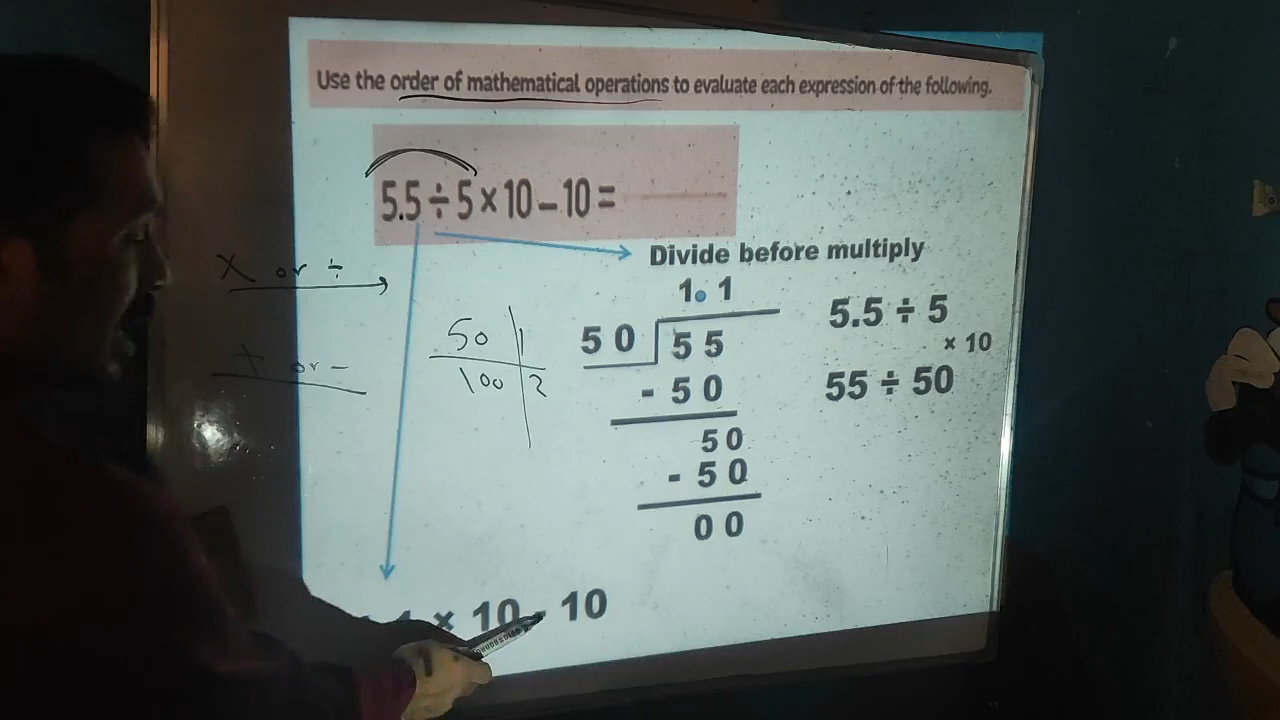 Use the order of mathematical operations to evaluate each expression of the following.
5.5 ÷ 5 × 10 – 10 =
Divide before multiply
X or ÷
+ or -
50 1
100 2
1.1
50 55
- 50
50
- 50
00
5.5 ÷ 5
× 10
55 ÷ 50
× 10 - 10